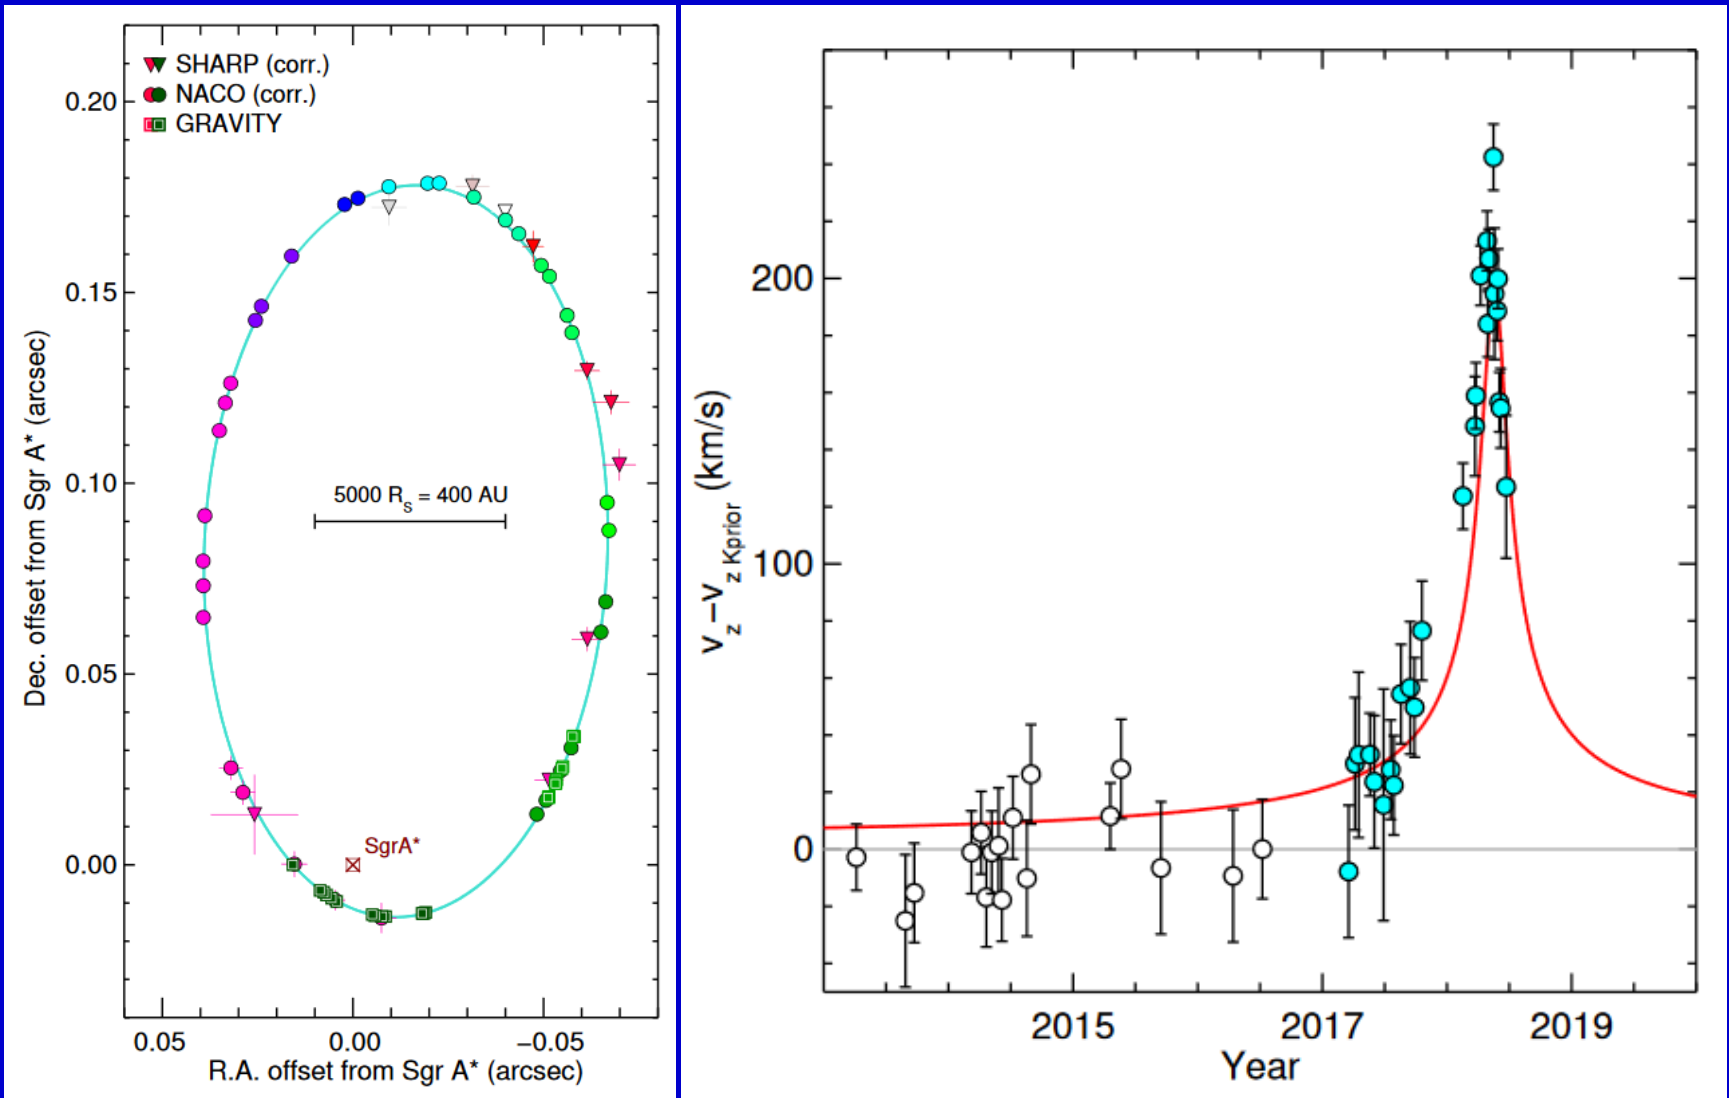 SHARP (corr.)
NACO (corr.)
GRAVITY
0.20
0.15
0.10
0.05
0.00
Dec. offset from Sgr A* (arcsec)
5000 R_S = 400 AU
SgrA*
0.05 0.00 −0.05
R.A. offset from Sgr A* (arcsec)
200
100
0
v_z−v_z Kprior (km/s)
2015 2017 2019
Year